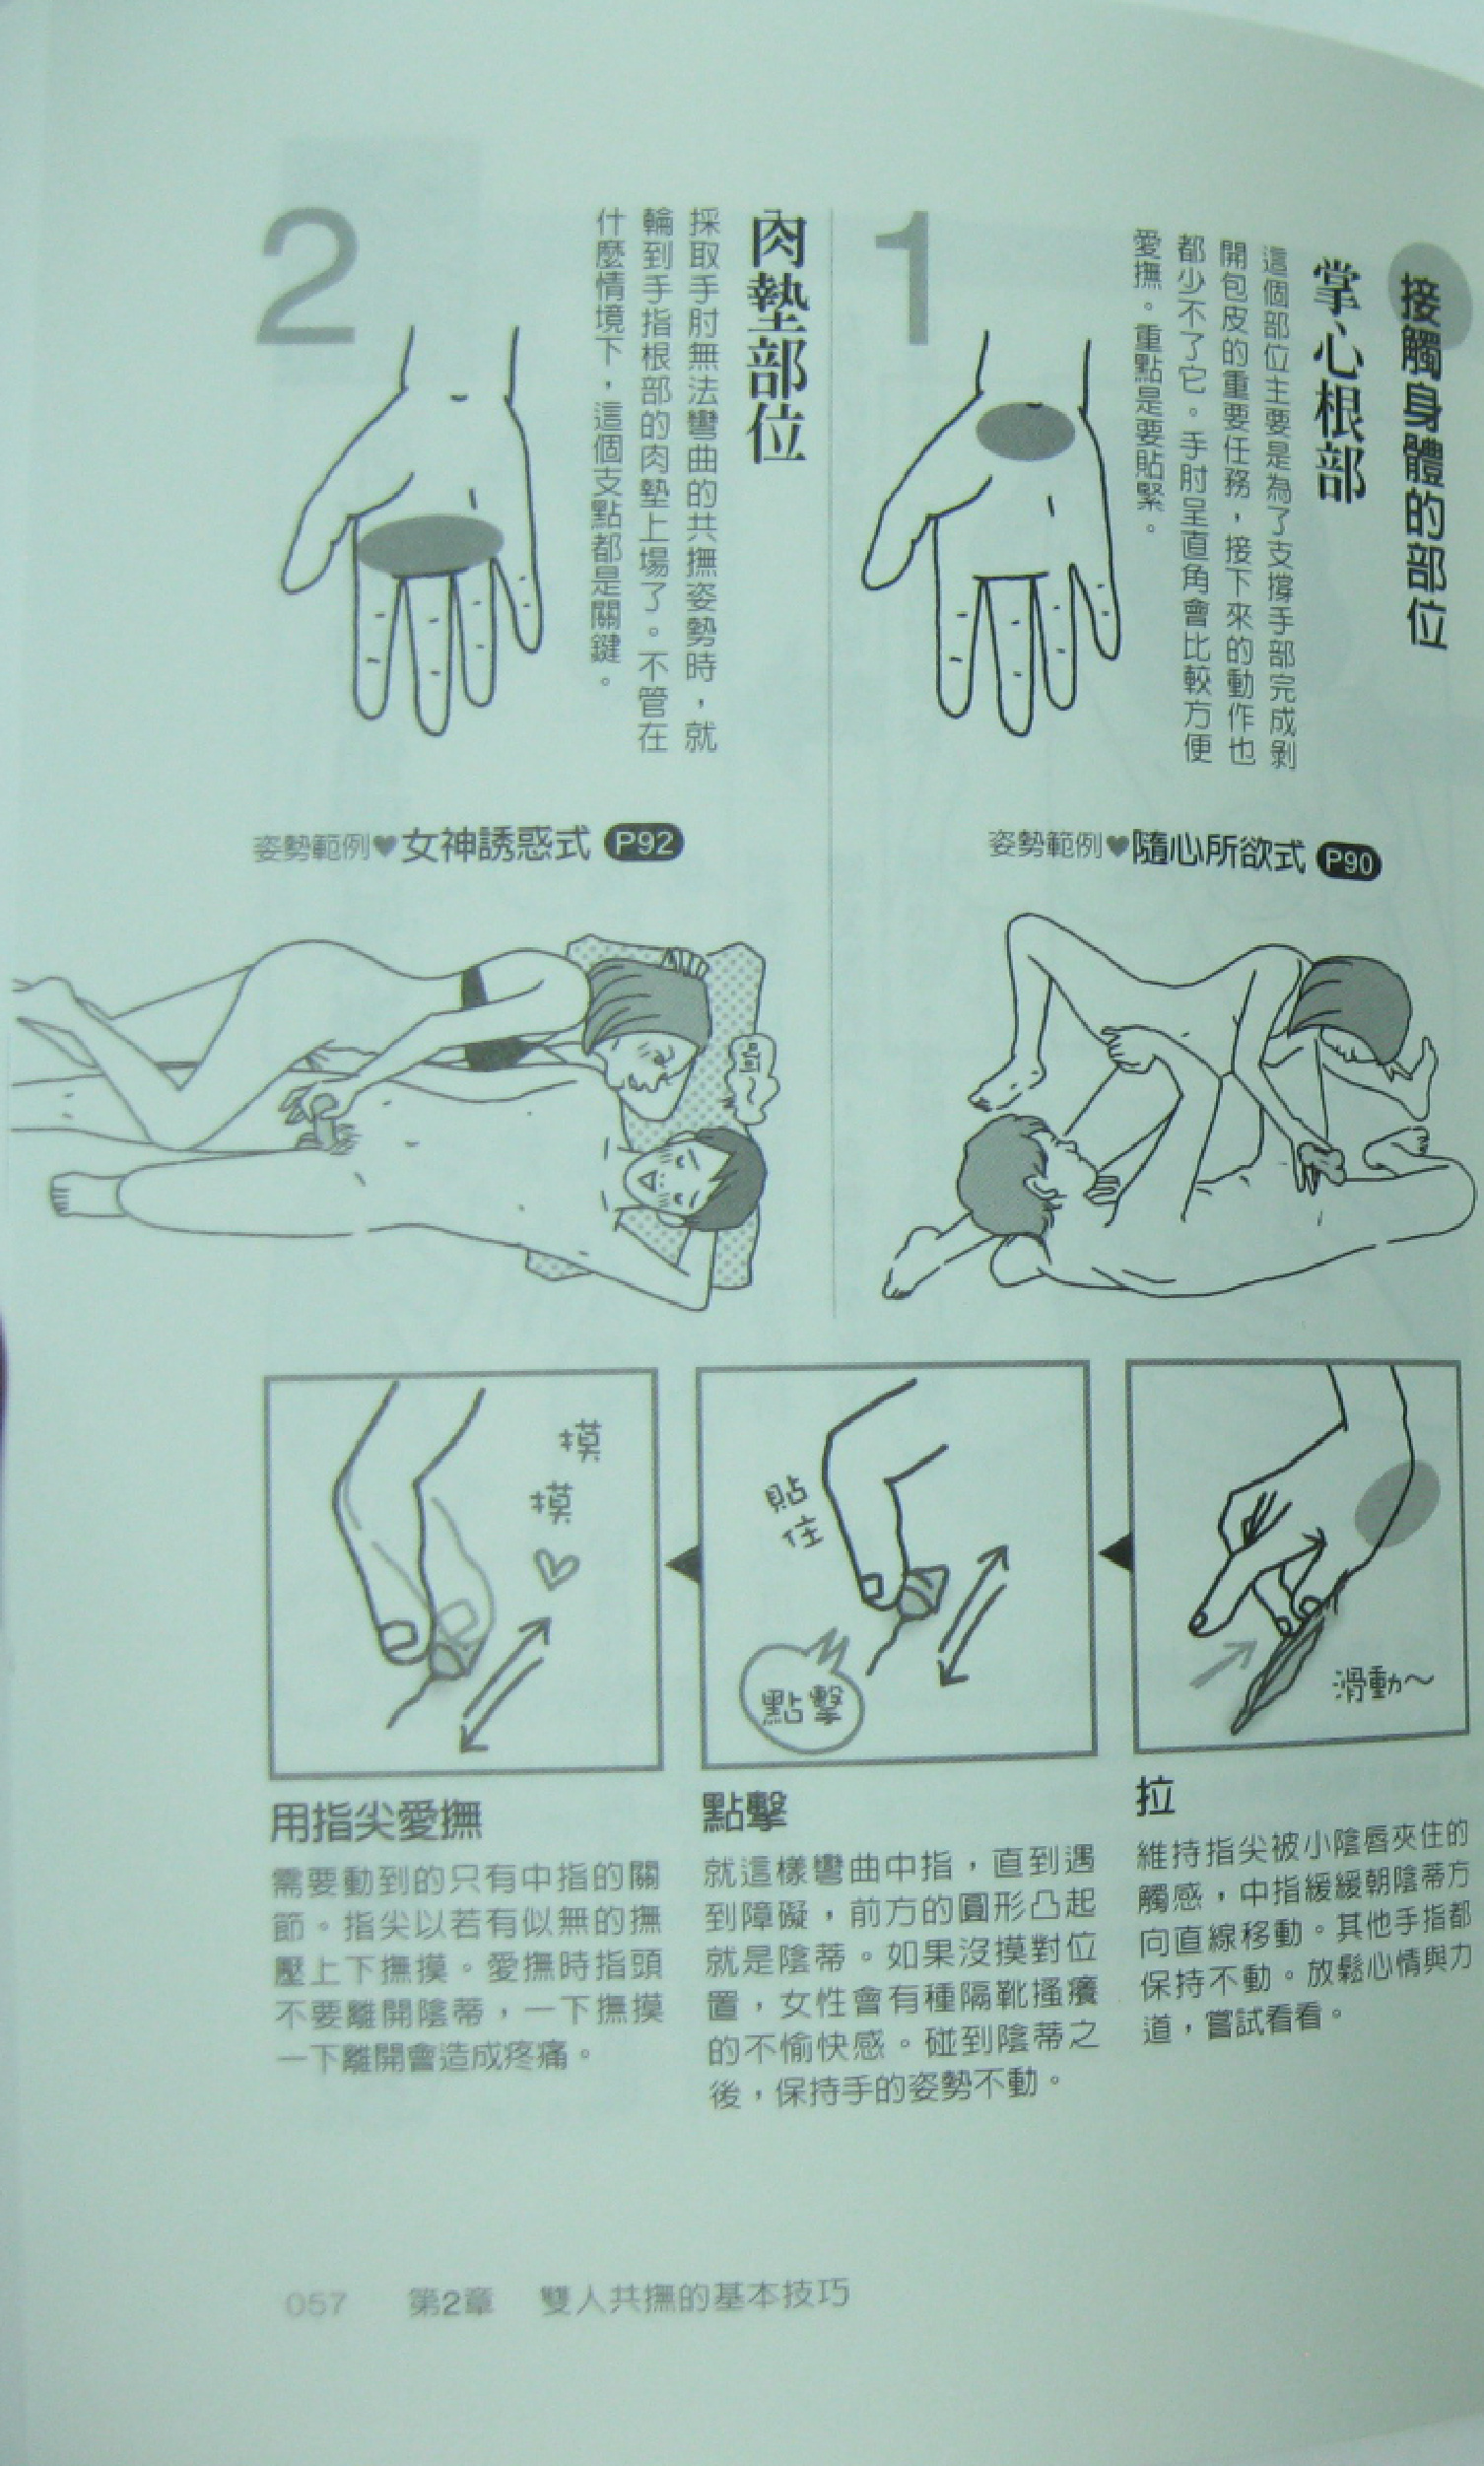 接觸身體的部位
1
掌心根部
這個部位主要是為了支撐手部完成剝
開包皮的重要任務，接下來的動作也
都少不了它。手肘呈直角會比較方便
愛撫。重點是要貼緊。
姿勢範例♥隨心所欲式 P90
2
肉墊部位
採取手肘無法彎曲的共撫姿勢時，就
輪到手指根部的肉墊上場了。不管在
什麼情境下，這個支點都是關鍵。
姿勢範例♥女神誘惑式 P92
滑動～
拉
維持指尖被小陰唇夾住的
觸感，中指緩緩朝陰蒂方
向直線移動。其他手指都
保持不動。放鬆心情與力
道，嘗試看看。
貼
住
點擊
點擊
就這樣彎曲中指，直到遇
到障礙，前方的圓形凸起
就是陰蒂。如果沒摸對位
置，女性會有種隔靴搔癢
的不愉快感。碰到陰蒂之
後，保持手的姿勢不動。
摸
摸
♡
用指尖愛撫
需要動到的只有中指的關
節。指尖以若有似無的撫
壓上下撫摸。愛撫時指頭
不要離開陰蒂，一下撫摸
一下離開會造成疼痛。
057 第2章 雙人共撫的基本技巧